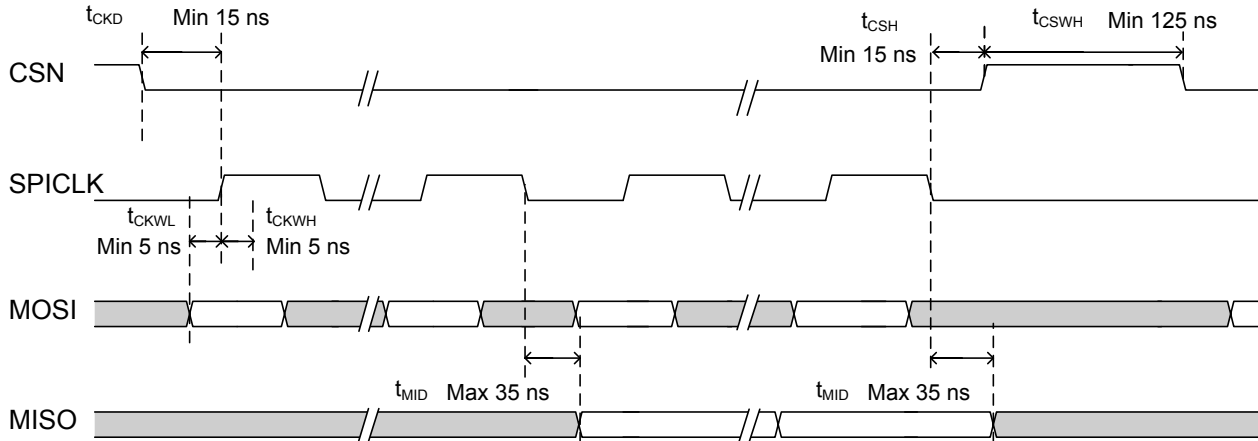 tCKD Min 15 ns
tCSH tCSWH Min 125 ns
Min 15 ns
CSN
SPICLK
tCKWL tCKWH
Min 5 ns Min 5 ns
MOSI
tMID Max 35 ns tMID Max 35 ns
MISO